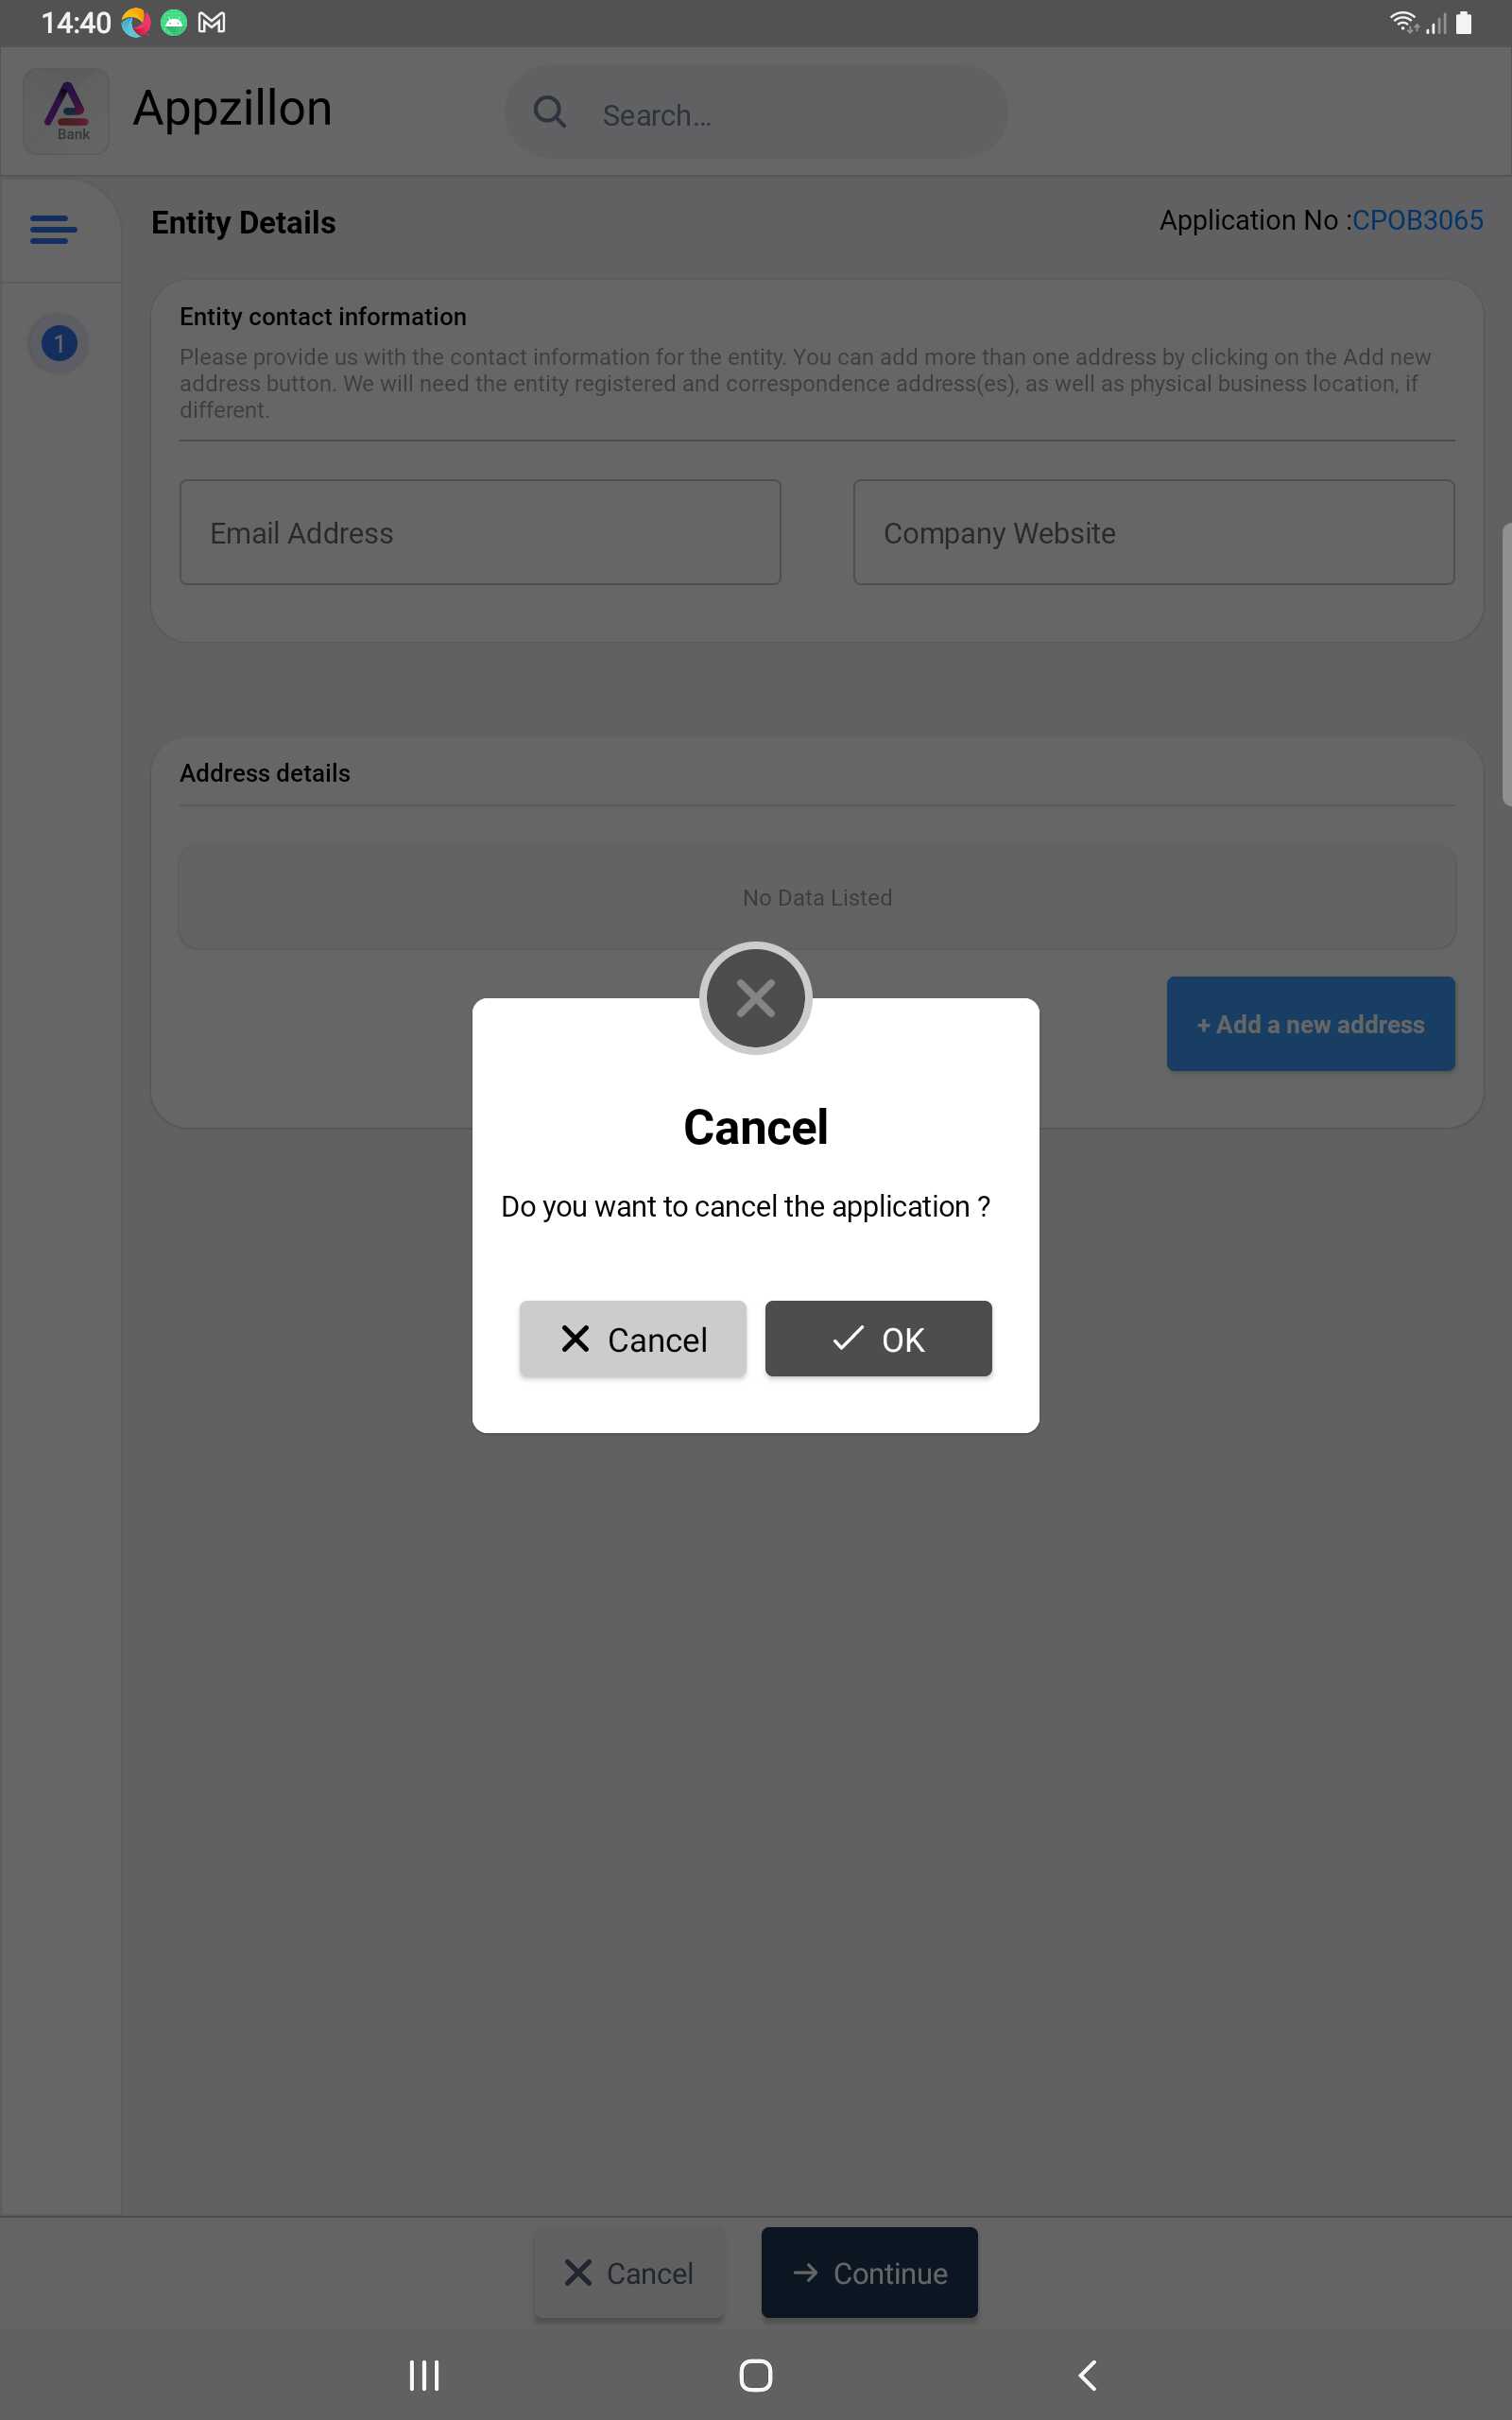 14:40
Bank
Appzillon
Search...
Entity Details
Application No :CPOB3065
1
Entity contact information
Please provide us with the contact information for the entity. You can add more than one address by clicking on the Add new
address button. We will need the entity registered and correspondence address(es), as well as physical business location, if
different.
Email Address
Company Website
Address details
No Data Listed
+ Add a new address
Cancel
Do you want to cancel the application ?
Cancel
OK
Cancel
Continue